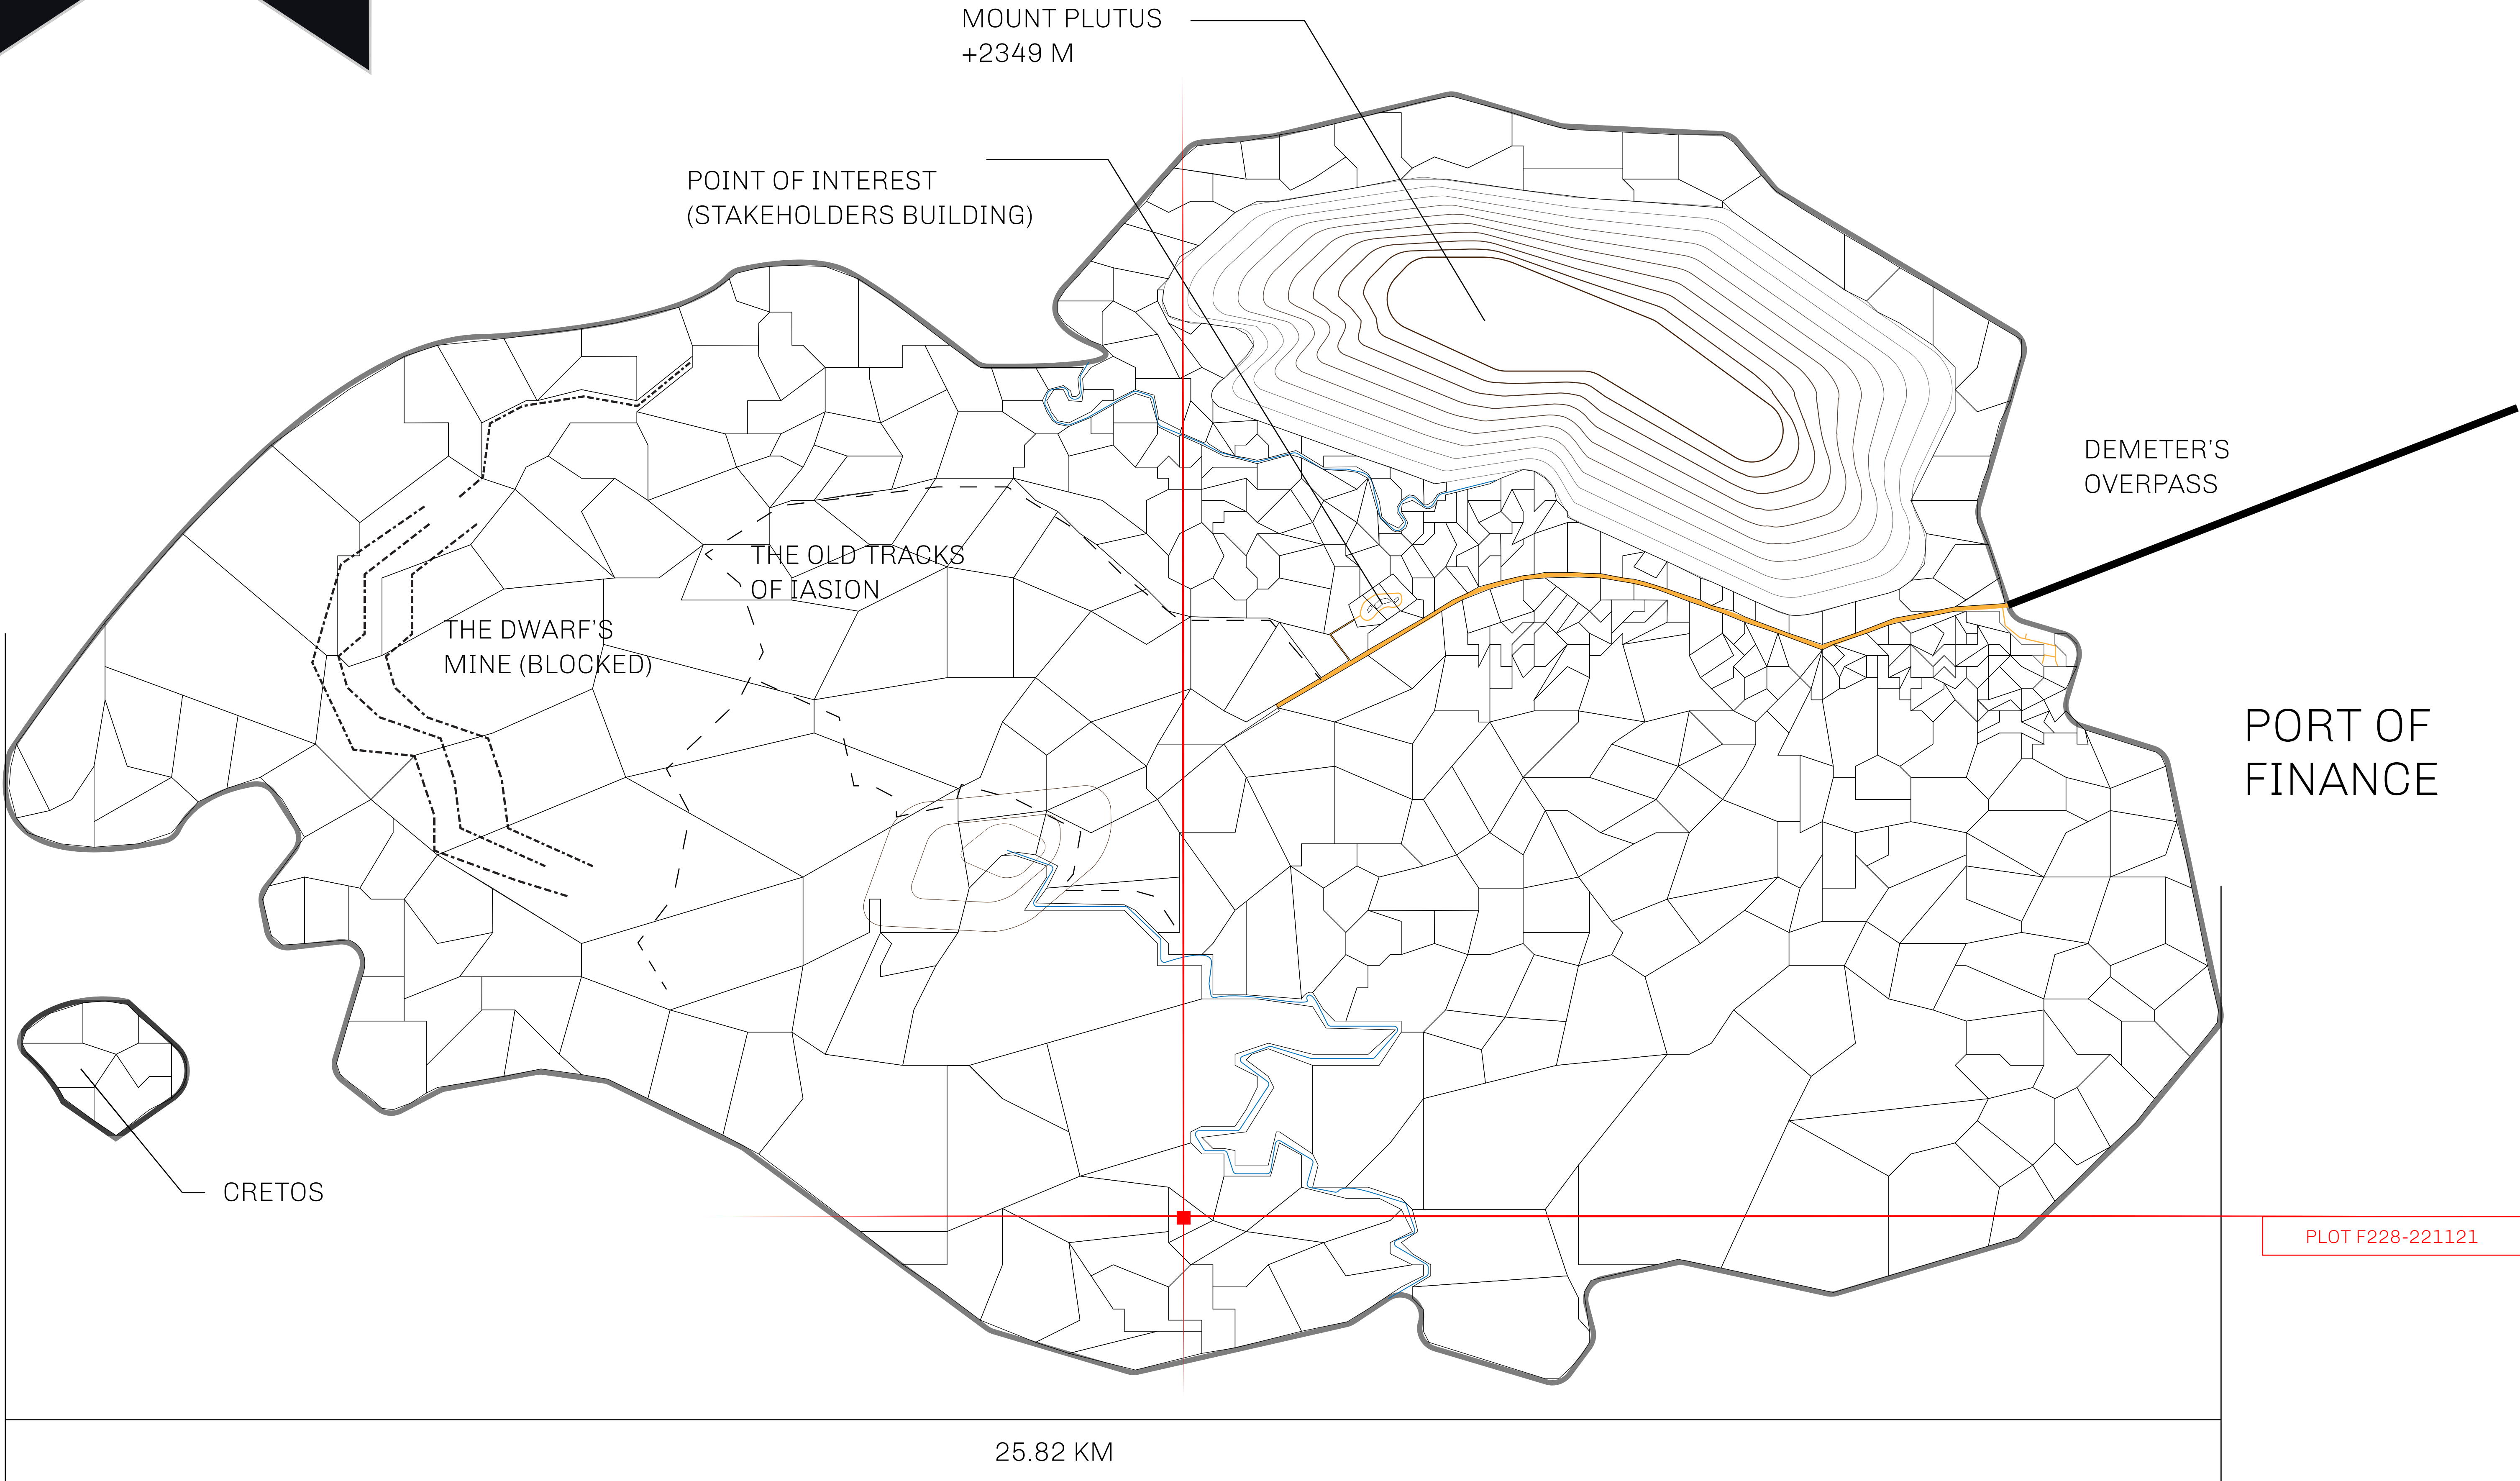 MOUNT PLUTUS
+2349 M
POINT OF INTEREST
(STAKEHOLDERS BUILDING)
DEMETER'S
OVERPASS
THE OLD TRACKS
OF IASION
THE DWARF'S
MINE (BLOCKED)
PORT OF
FINANCE
CRETOS
PLOT F228-221121
25.82 KM